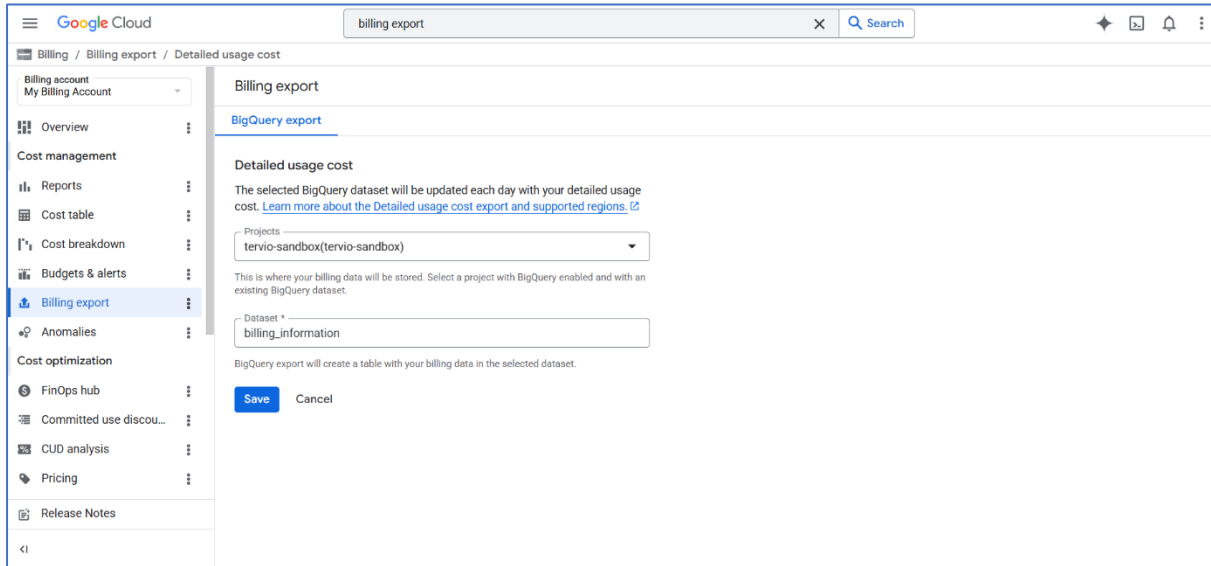 Google Cloud
billing export
Search
Billing / Billing export / Detailed usage cost
Billing account
My Billing Account
Overview
Cost management
Reports
Cost table
Cost breakdown
Budgets & alerts
Billing export
Anomalies
Cost optimization
FinOps hub
Committed use discou...
CUD analysis
Pricing
Release Notes
Billing export
BigQuery export
Detailed usage cost
The selected BigQuery dataset will be updated each day with your detailed usage
cost. Learn more about the Detailed usage cost export and supported regions.
Projects
tervio-sandbox(tervio-sandbox)
This is where your billing data will be stored. Select a project with BigQuery enabled and with an
existing BigQuery dataset.
Dataset *
billing_information
BigQuery export will create a table with your billing data in the selected dataset.
Save Cancel